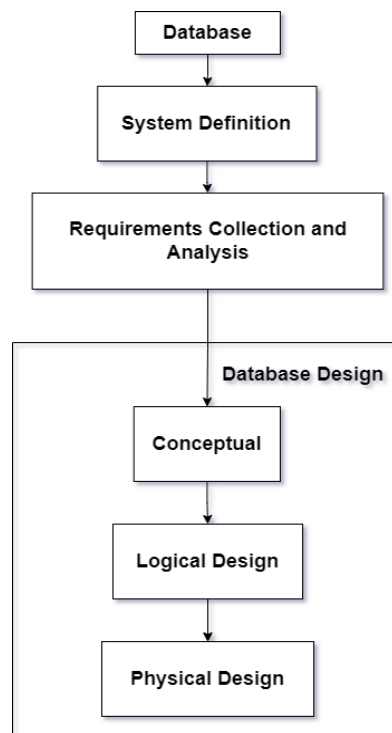 Database
System Definition
Requirements Collection and
Analysis
Database Design
Conceptual
Logical Design
Physical Design